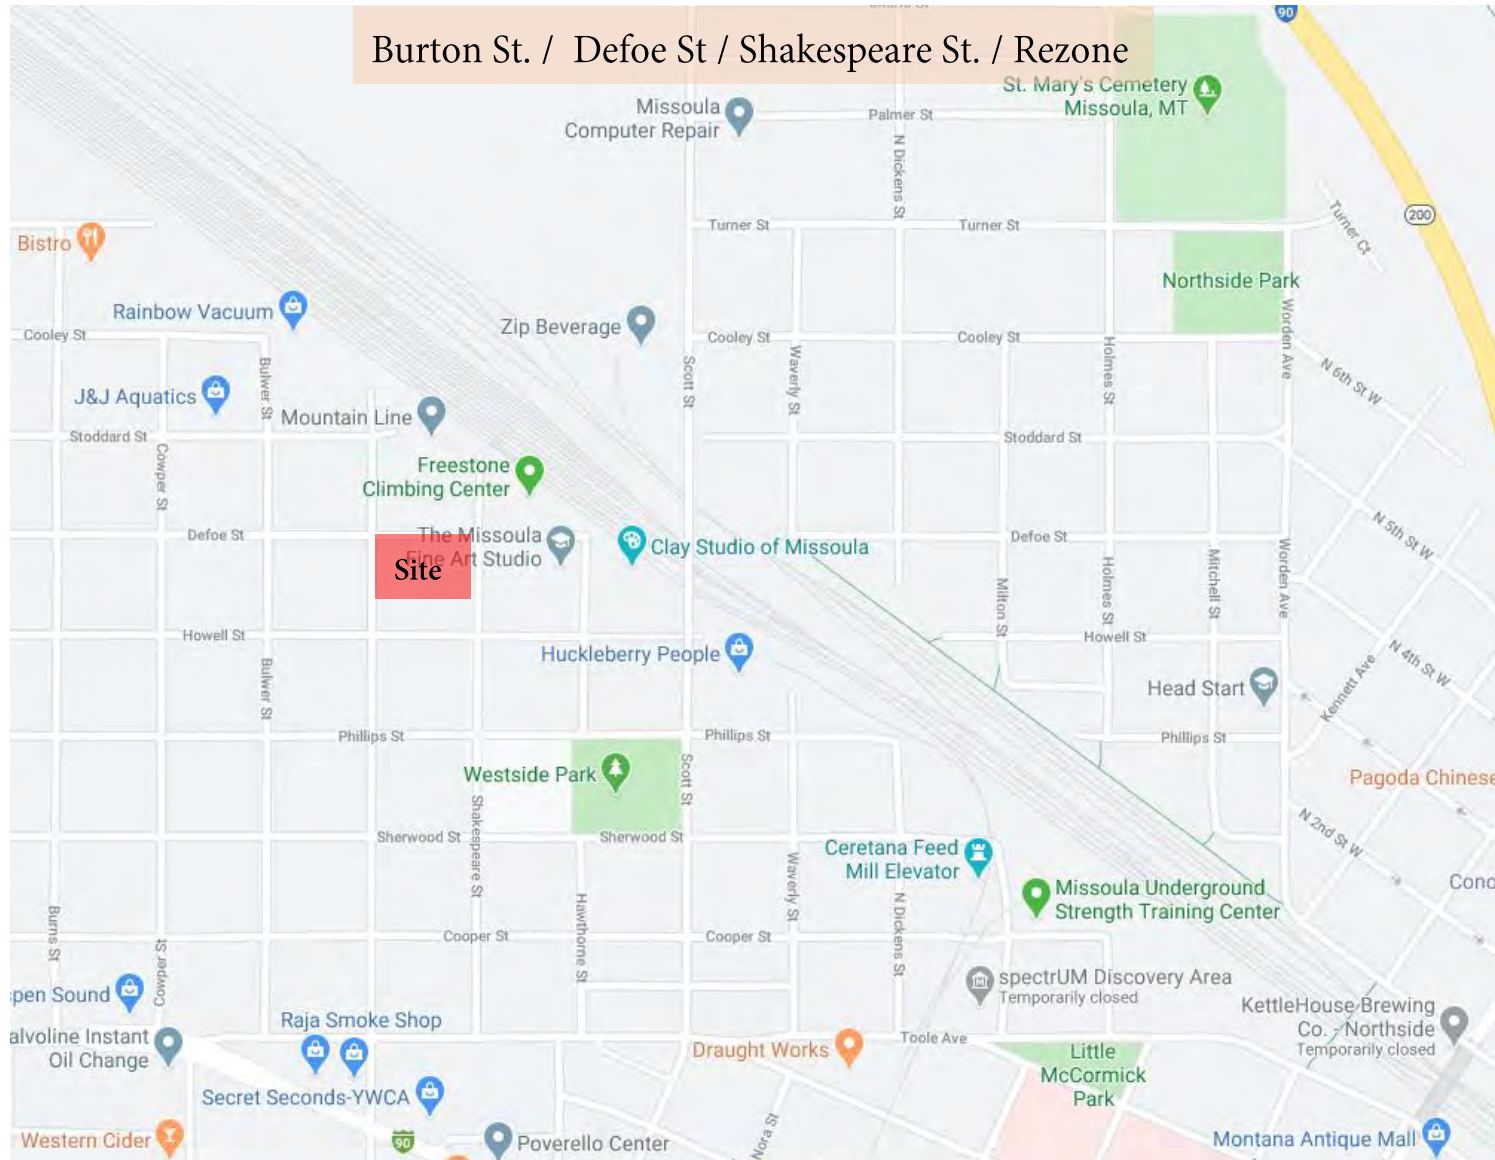 Burton St. / Defoe St / Shakespeare St. / Rezone
90
St. Mary's Cemetery
Missoula, MT
Missoula
Computer Repair
Palmer St
N Dickens St
200
Turner St
Turner St
Turner Ct
Bistro
Northside Park
Rainbow Vacuum
Zip Beverage
Cooley St
Cooley St
Cooley St
Worden Ave
Bulwer St
Scott St
Waverly St
Holmes St
N 6th St W
J&J Aquatics
Mountain Line
Stoddard St
Stoddard St
Cowper St
Freestone
Climbing Center
N 5th St W
Defoe St
The Missoula
Fine Art Studio
Site
Clay Studio of Missoula
Defoe St
Milton St
Holmes St
Mitchell St
Worden Ave
Howell St
Howell St
Huckleberry People
N 4th St W
Kennett Ave
Bulwer St
Head Start
Phillips St
Phillips St
Phillips St
Westside Park
Scott St
Pagoda Chinese
Shakespeare St
Sherwood St
Sherwood St
N 2nd St W
Ceretana Feed
Mill Elevator
Waverly St
Missoula Underground
Strength Training Center
Burns St
Hawthorne St
N Dickens St
Cooper St
Cooper St
Cowper St
spectrUM Discovery Area
Temporarily closed
pen Sound
KettleHouse Brewing
Co. - Northside
Temporarily closed
Raja Smoke Shop
alvoline Instant
Oil Change
Draught Works
Toole Ave
Little
McCormick
Park
Secret Seconds-YWCA
Western Cider
90
Poverello Center
Nora St
Montana Antique Mall